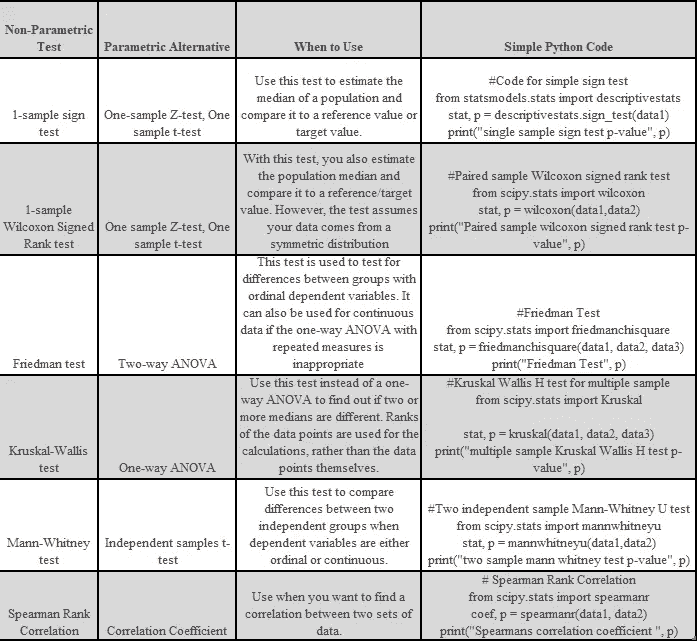 Non-Parametric
Test
Parametric Alternative
When to Use
Simple Python Code
1-sample sign
test
One-sample Z-test, One
sample t-test
Use this test to estimate the
median of a population and
compare it to a reference value or
target value.
#Code for simple sign test
from statsmodels.stats import descriptivestats
stat, p = descriptivestats.sign_test(data1)
print("single sample sign test p-value", p)
1-sample
Wilcoxon Signed
Rank test
One sample Z-test, One
sample t-test
With this test, you also estimate
the population median and
compare it to a reference/target
value. However, the test assumes
your data comes from a
symmetric distribution
#Paired sample Wilcoxon signed rank test
from scipy.stats import wilcoxon
stat, p = wilcoxon(data1,data2)
print("Paired sample wilcoxon signed rank test p-
value", p)
Friedman test
Two-way ANOVA
This test is used to test for
differences between groups with
ordinal dependent variables. It
can also be used for continuous
data if the one-way ANOVA with
repeated measures is
inappropriate
#Friedman Test
from scipy.stats import friedmanchisquare
stat, p = friedmanchisquare(data1, data2, data3)
print("Friedman Test", p)
Kruskal-Wallis
test
One-way ANOVA
Use this test instead of a one-
way ANOVA to find out if two or
more medians are different. Ranks
of the data points are used for the
calculations, rather than the data
points themselves.
#Kruskal Wallis H test for multiple sample
from scipy.stats import Kruskal
stat, p = kruskal(data1, data2, data3)
print("multiple sample Kruskal Wallis H test p-
value", p)
Mann-Whitney
test
Independent samples t-
test
Use this test to compare
differences between two
independent groups when
dependent variables are either
ordinal or continuous.
#Two independent sample Mann-Whitney U test
from scipy.stats import mannwhitneyu
stat, p = mannwhitneyu(data1,data2)
print("two sample mann whitney test p-value", p)
Spearman Rank
Correlation
Correlation Coefficient
Use when you want to find a
correlation between two sets of
data.
# Spearman Rank Correlation
from scipy.stats import spearmanr
coef, p = spearmanr(data1, data2)
print("Spearmans correlation coefficient ", p)